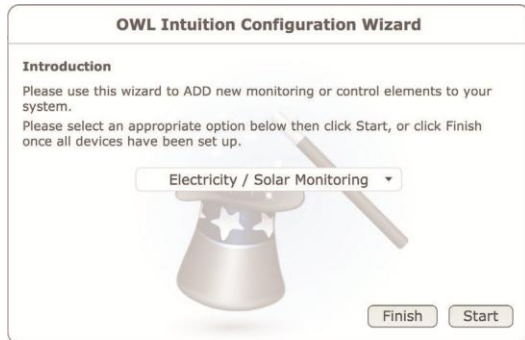 OWL Intuition Configuration Wizard
Introduction
Please use this wizard to ADD new monitoring or control elements to your
system.
Please select an appropriate option below then click Start, or click Finish
once all devices have been set up.
Electricity / Solar Monitoring
Finish Start